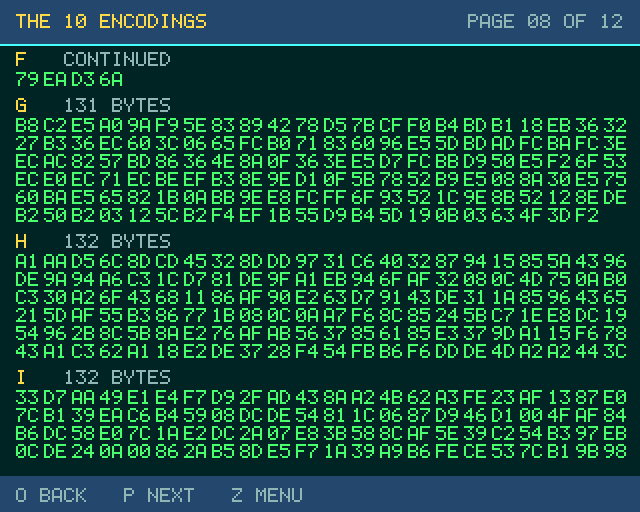 THE 10 ENCODINGS PAGE 08 OF 12
F CONTINUED
79 EA D3 6A
G 131 BYTES
B8 C2 E5 A0 9A F9 5E 83 89 42 78 D5 7B CF F0 B4 BD B1 18 EB 36 32
27 B3 36 EC 60 3C 06 65 FC B0 71 83 60 96 E5 5D BD AD FC BA FC 3E
EC AC 82 57 BD 86 36 4E 8A 0F 36 3E E5 D7 FC BB D9 50 E5 F2 6F 53
EC E0 EC 71 EC BE EF B3 8E 9E D1 0F 5B 78 52 B9 E5 08 8A 30 E5 75
60 BA E5 65 82 1B 0A BB 9E E8 FC FF 6F 93 52 1C 9E 8B 52 12 8E DE
B2 50 B2 03 12 5C B2 F4 EF 1B 55 D9 B4 5D 19 0B 03 63 4F 3D F2
H 132 BYTES
A1 AA D5 6C 8D CD 45 32 8D DD 97 31 C6 40 32 87 94 15 85 5A 43 96
DE 9A 94 A6 C3 1C D7 81 DE 9F A1 EB 94 6F AF 32 08 0C 4D 75 0A B0
C3 30 A2 6F 43 68 11 86 AF 90 E2 63 D7 91 43 DE 31 1A 85 96 43 65
21 5D AF 55 B3 86 77 1B 08 0C 0A A7 F6 8C 85 24 5B C7 1E E8 DC 19
54 96 2B 8C 5B 8A E2 76 AF AB 56 37 85 61 85 E3 37 9D A1 15 F6 78
43 A1 C3 62 A1 18 E2 DE 37 28 F4 54 FB B6 F6 DD DE 4D A2 A2 44 3C
I 132 BYTES
33 D7 AA 49 E1 E4 F7 D9 2F AD 43 8A A2 4B 62 A3 FE 23 AF 13 87 E0
7C B1 39 EA C6 B4 59 08 DC DE 54 81 1C 06 87 D9 46 D1 00 4F AF 84
B6 DC 58 E0 7C 1A E2 DC 2A 07 E8 3B 58 8C AF 5E 39 C2 54 B3 97 EB
0C DE 24 0A 00 86 2A B5 8D E5 F7 1A 39 A9 B6 FE CE 53 7C B1 9B 98
O BACK P NEXT Z MENU